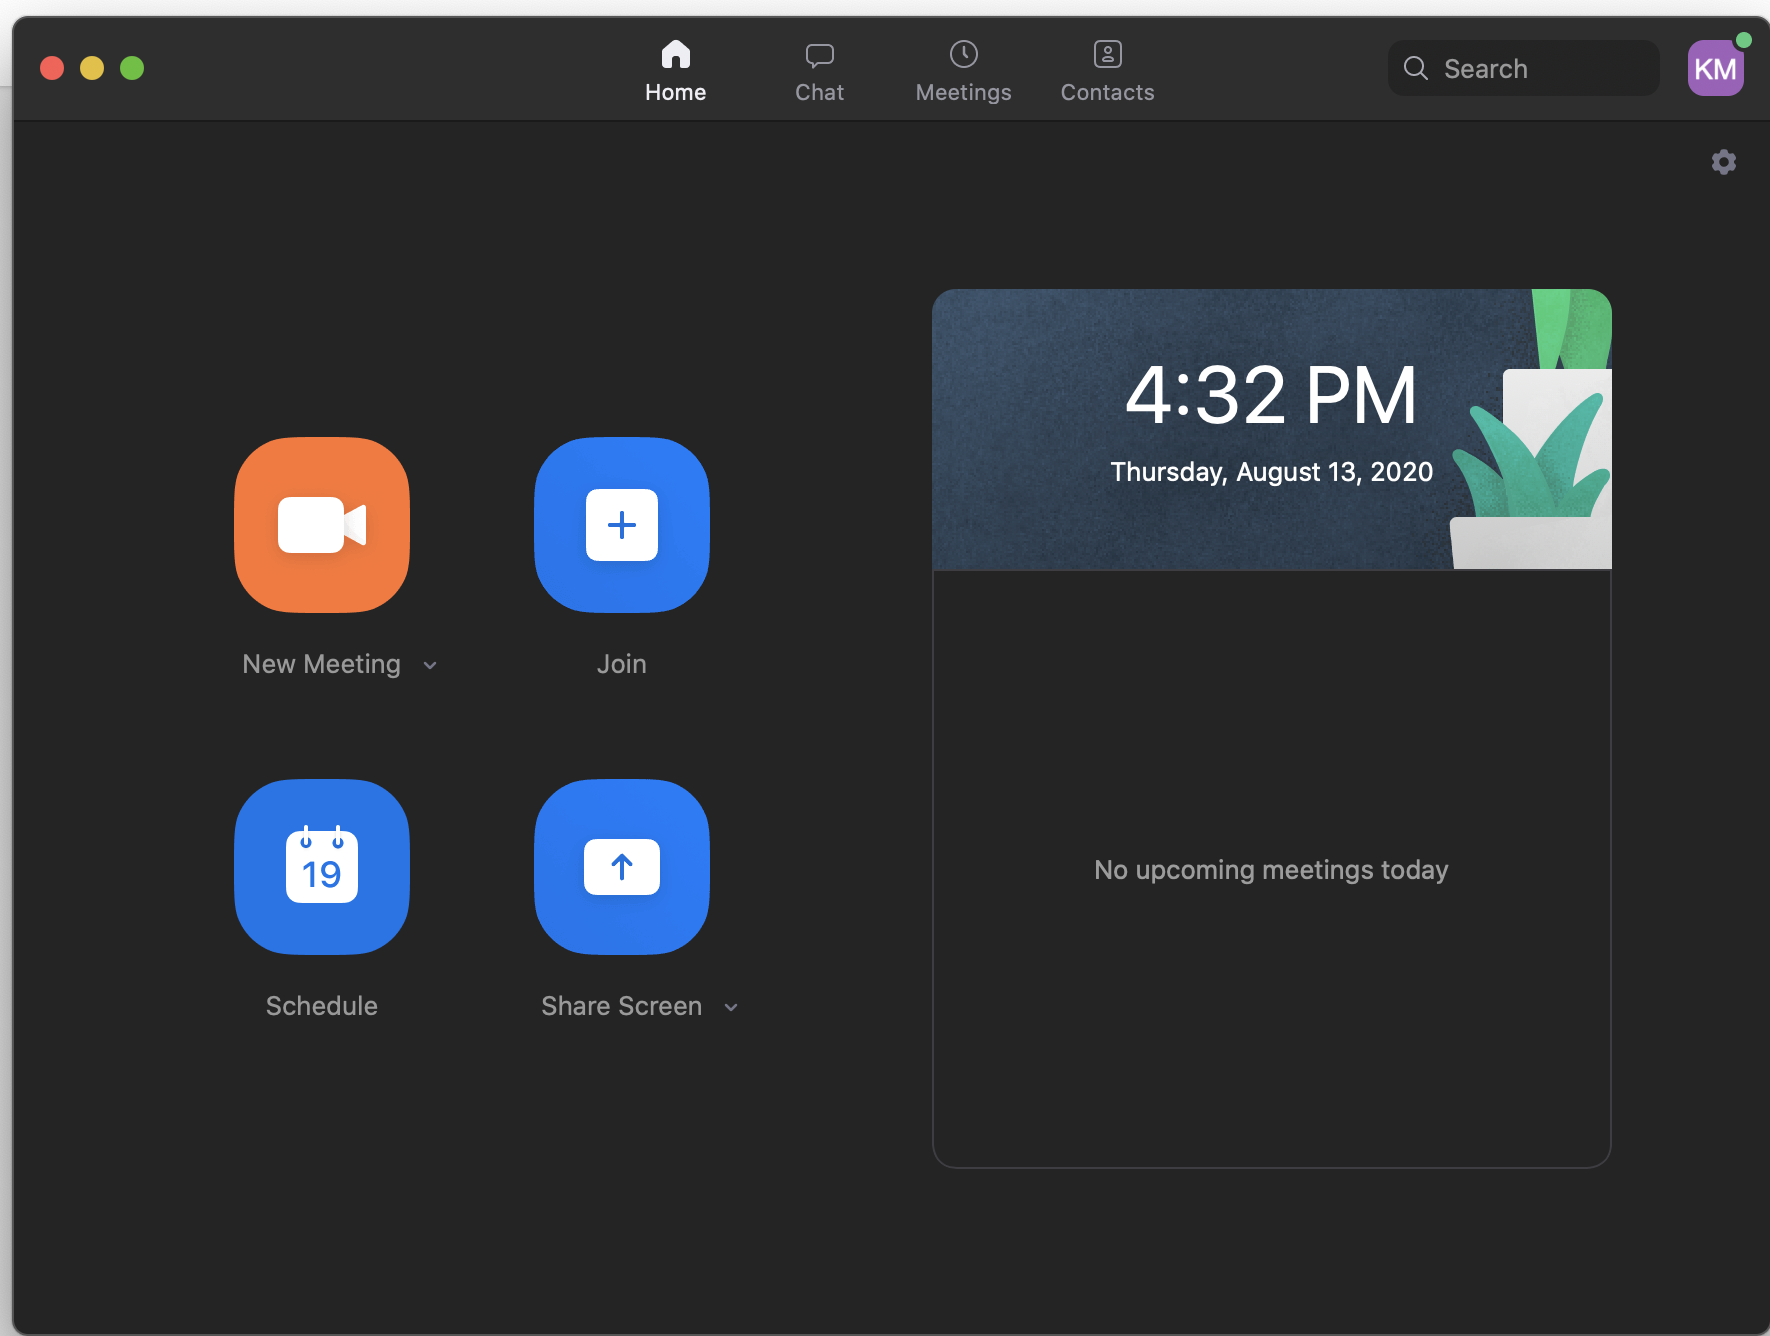 Home
Chat
Meetings
Contacts
Search
KM
4:32 PM
Thursday, August 13, 2020
New Meeting
Join
19
Schedule
Share Screen
No upcoming meetings today